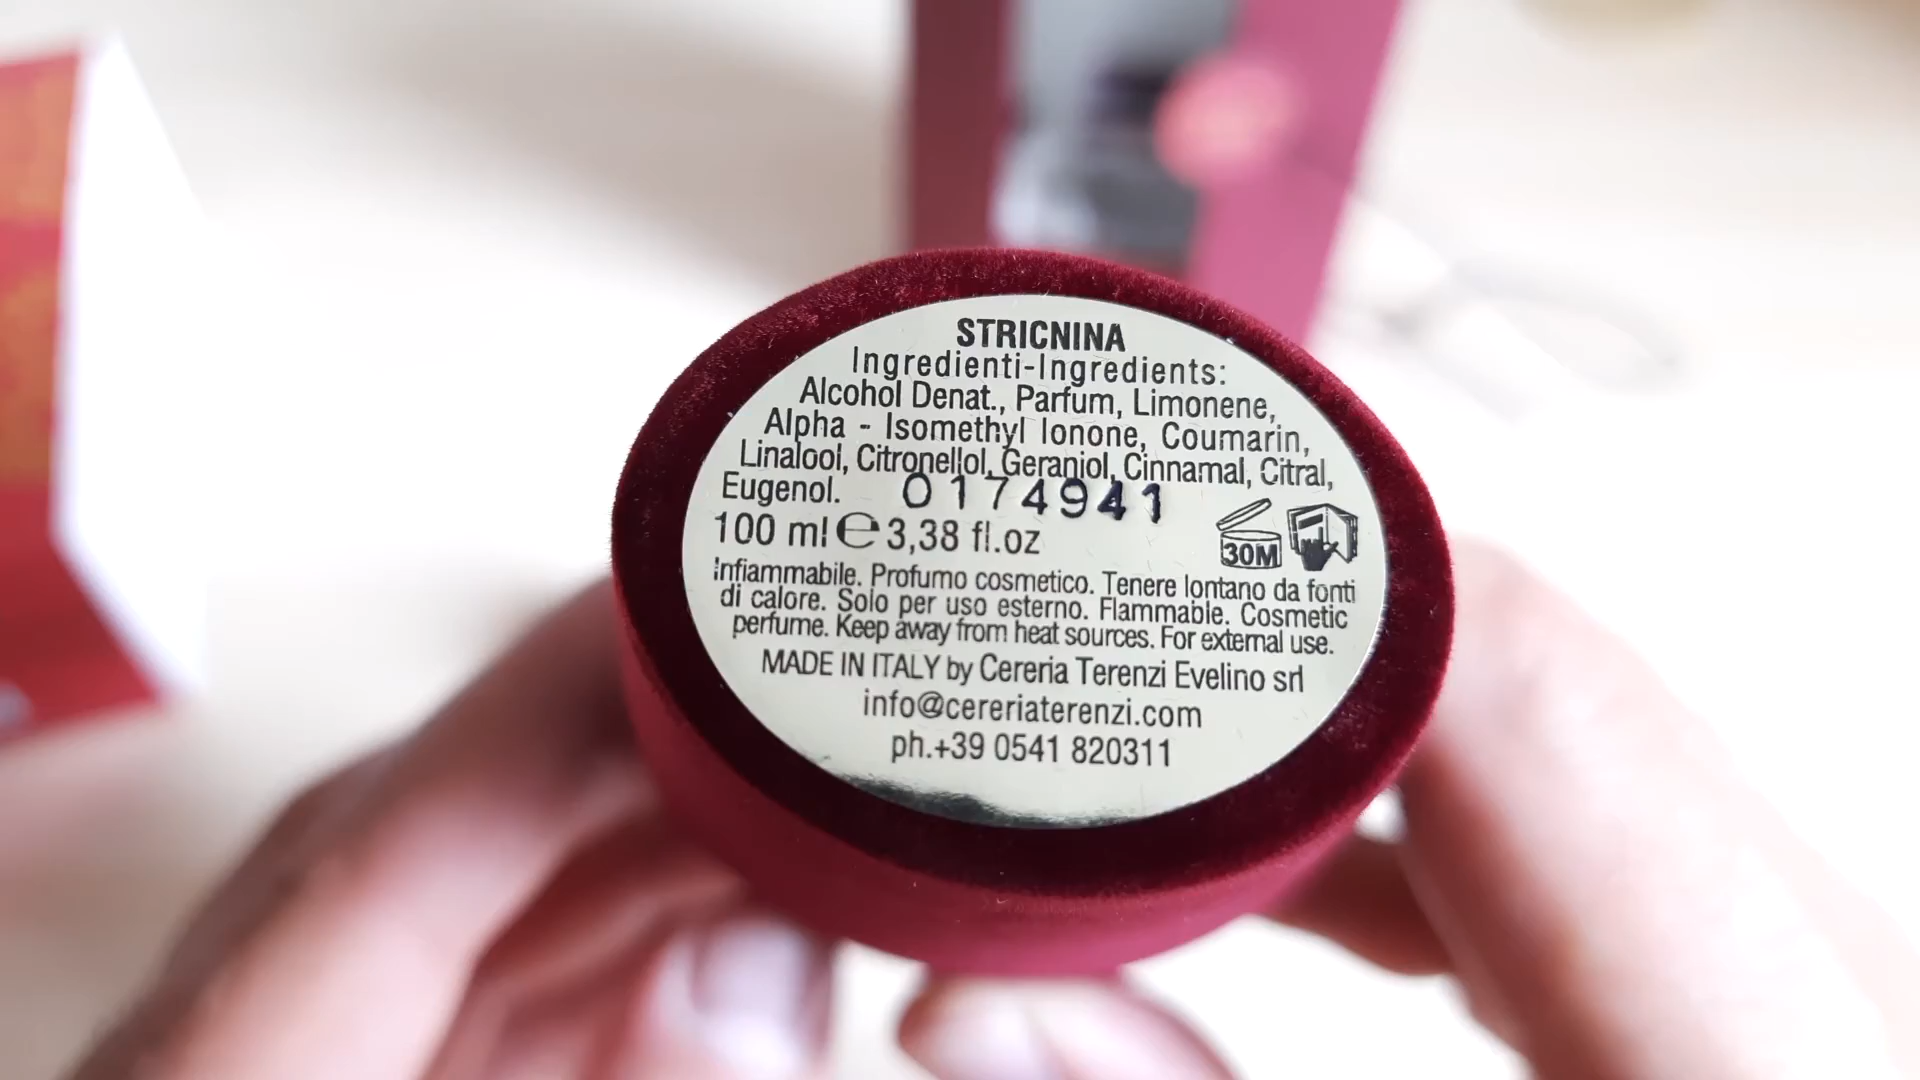 STRICNINA
Ingredienti-Ingredients:
Alcohol Denat., Parfum, Limonene,
Alpha - Isomethyl Ionone, Coumarin,
Linalool, Citronellol, Geraniol, Cinnamal, Citral,
Eugenol. 0174941
100 ml ℮ 3,38 fl.oz
30M
Infiammabile. Profumo cosmetico. Tenere lontano da fonti
di calore. Solo per uso esterno. Flammable. Cosmetic
perfume. Keep away from heat sources. For external use.
MADE IN ITALY by Cereria Terenzi Evelino srl
info@cereriaterenzi.com
ph.+39 0541 820311